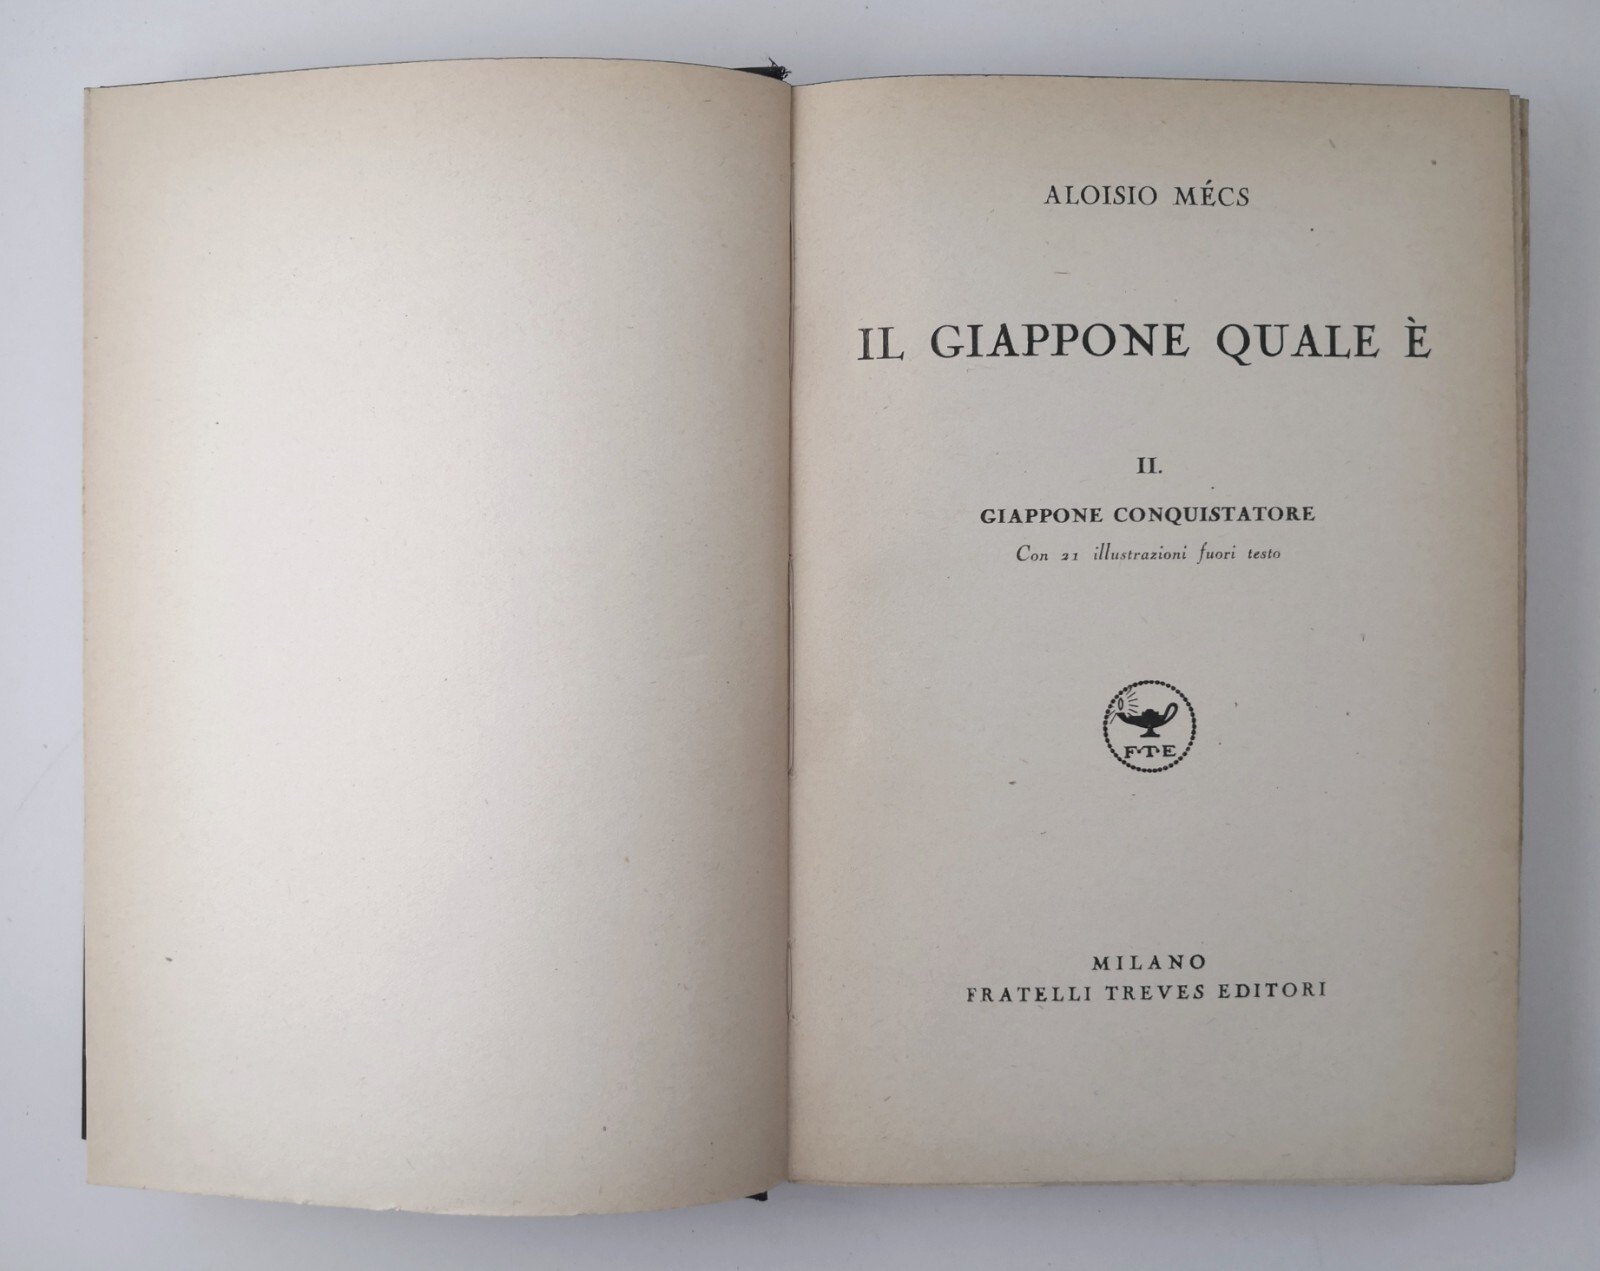 ALOISIO MÉCS
IL GIAPPONE QUALE È
II.
GIAPPONE CONQUISTATORE
Con 21 illustrazioni fuori testo
F·T·E
MILANO
FRATELLI TREVES EDITORI